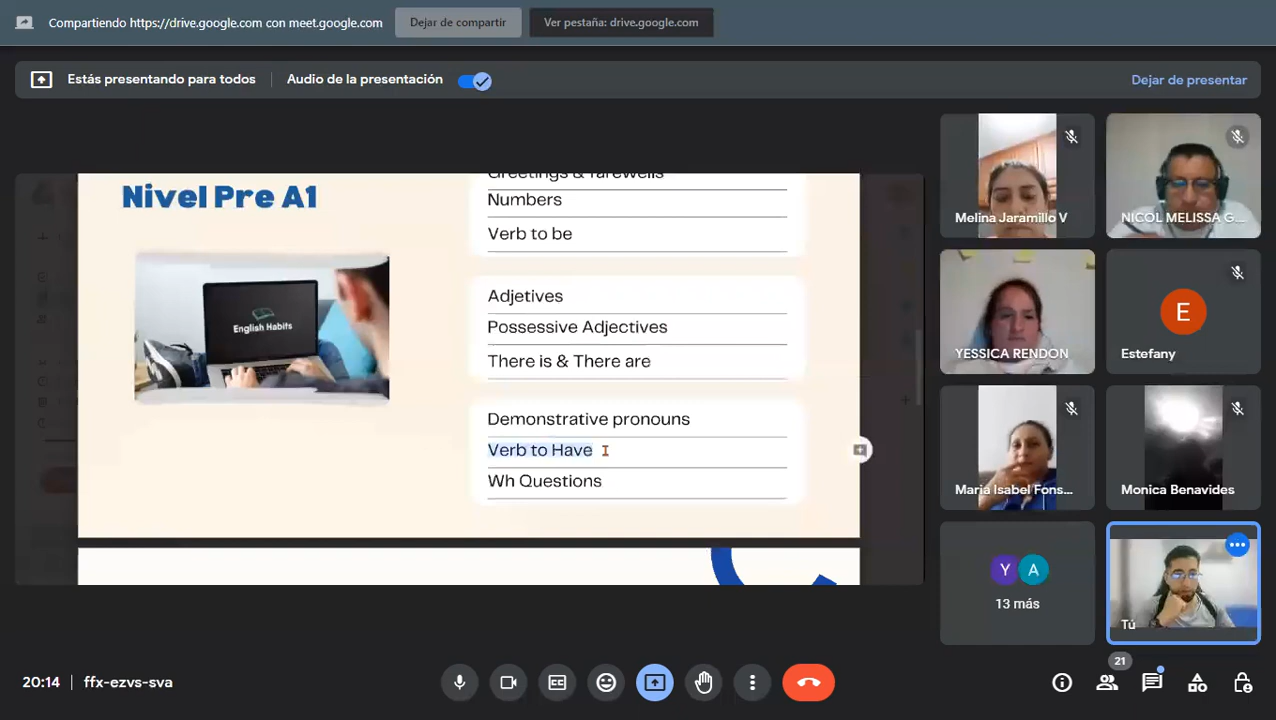 Compartiendo https://drive.google.com con meet.google.com
Dejar de compartir
Ver pestaña: drive.google.com
Estás presentando para todos
Audio de la presentación
Dejar de presentar
Nivel Pre A1
English Habits
Greetings & farewells
Numbers
Verb to be
Adjetives
Possessive Adjectives
There is & There are
Demonstrative pronouns
Verb to Have
Wh Questions
Melina Jaramillo V
NICOL MELISSA G...
YESSICA RENDON
E
Estefany
Maria Isabel Fons...
Monica Benavides
Y
A
13 más
Tú
20:14 | ffx-ezvs-sva
21